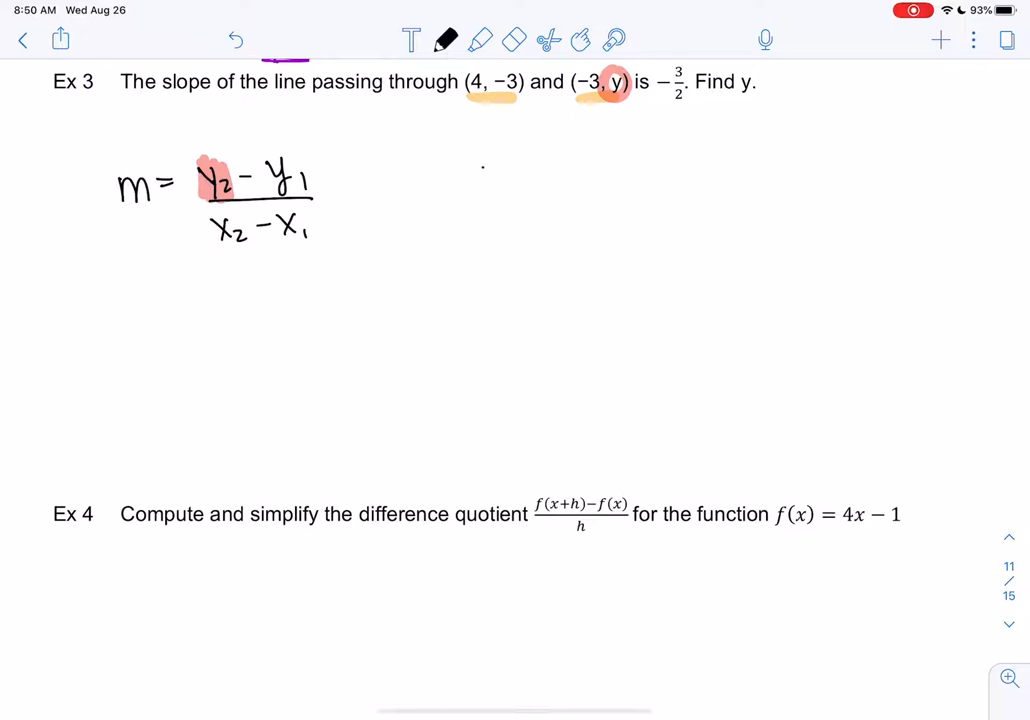 8:50 AM Wed Aug 26 93%
T
Ex 3 The slope of the line passing through (4, −3) and (−3, y) is −3/2. Find y.
m = y₂ − y₁ / x₂ − x₁
Ex 4 Compute and simplify the difference quotient f(x+h)−f(x)/h for the function f(x) = 4x − 1
11
/
15